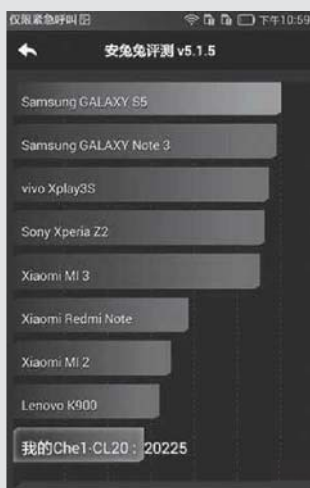 仅限紧急呼叫 下午10:59
安兔兔评测 v5.1.5
Samsung GALAXY S5
Samsung GALAXY Note 3
vivo Xplay3S
Sony Xperia Z2
Xiaomi MI 3
Xiaomi Redmi Note
Xiaomi MI 2
Lenovo K900
我的Che1-CL20 : 20225